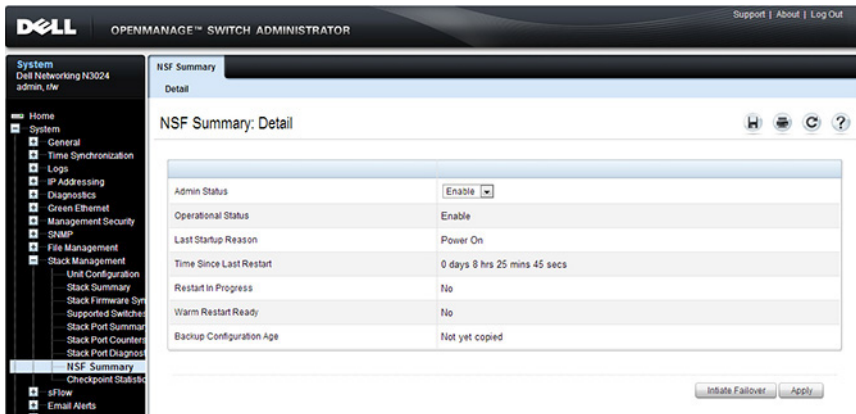 DELL
OPENMANAGE™ SWITCH ADMINISTRATOR
Support | About | Log Out
System
Dell Networking N3024
admin, r/w
Home
System
General
Time Synchronization
Logs
IP Addressing
Diagnostics
Green Ethernet
Management Security
SNMP
File Management
Stack Management
Unit Configuration
Stack Summary
Stack Firmware Syn
Supported Switches
Stack Port Summar
Stack Port Counters
Stack Port Diagnost
NSF Summary
Checkpoint Statistic
sFlow
Email Alerts
NSF Summary
Detail
NSF Summary: Detail
Admin Status Enable
Operational Status Enable
Last Startup Reason Power On
Time Since Last Restart 0 days 8 hrs 25 mins 45 secs
Restart In Progress No
Warm Restart Ready No
Backup Configuration Age Not yet copied
Intiate Failover Apply